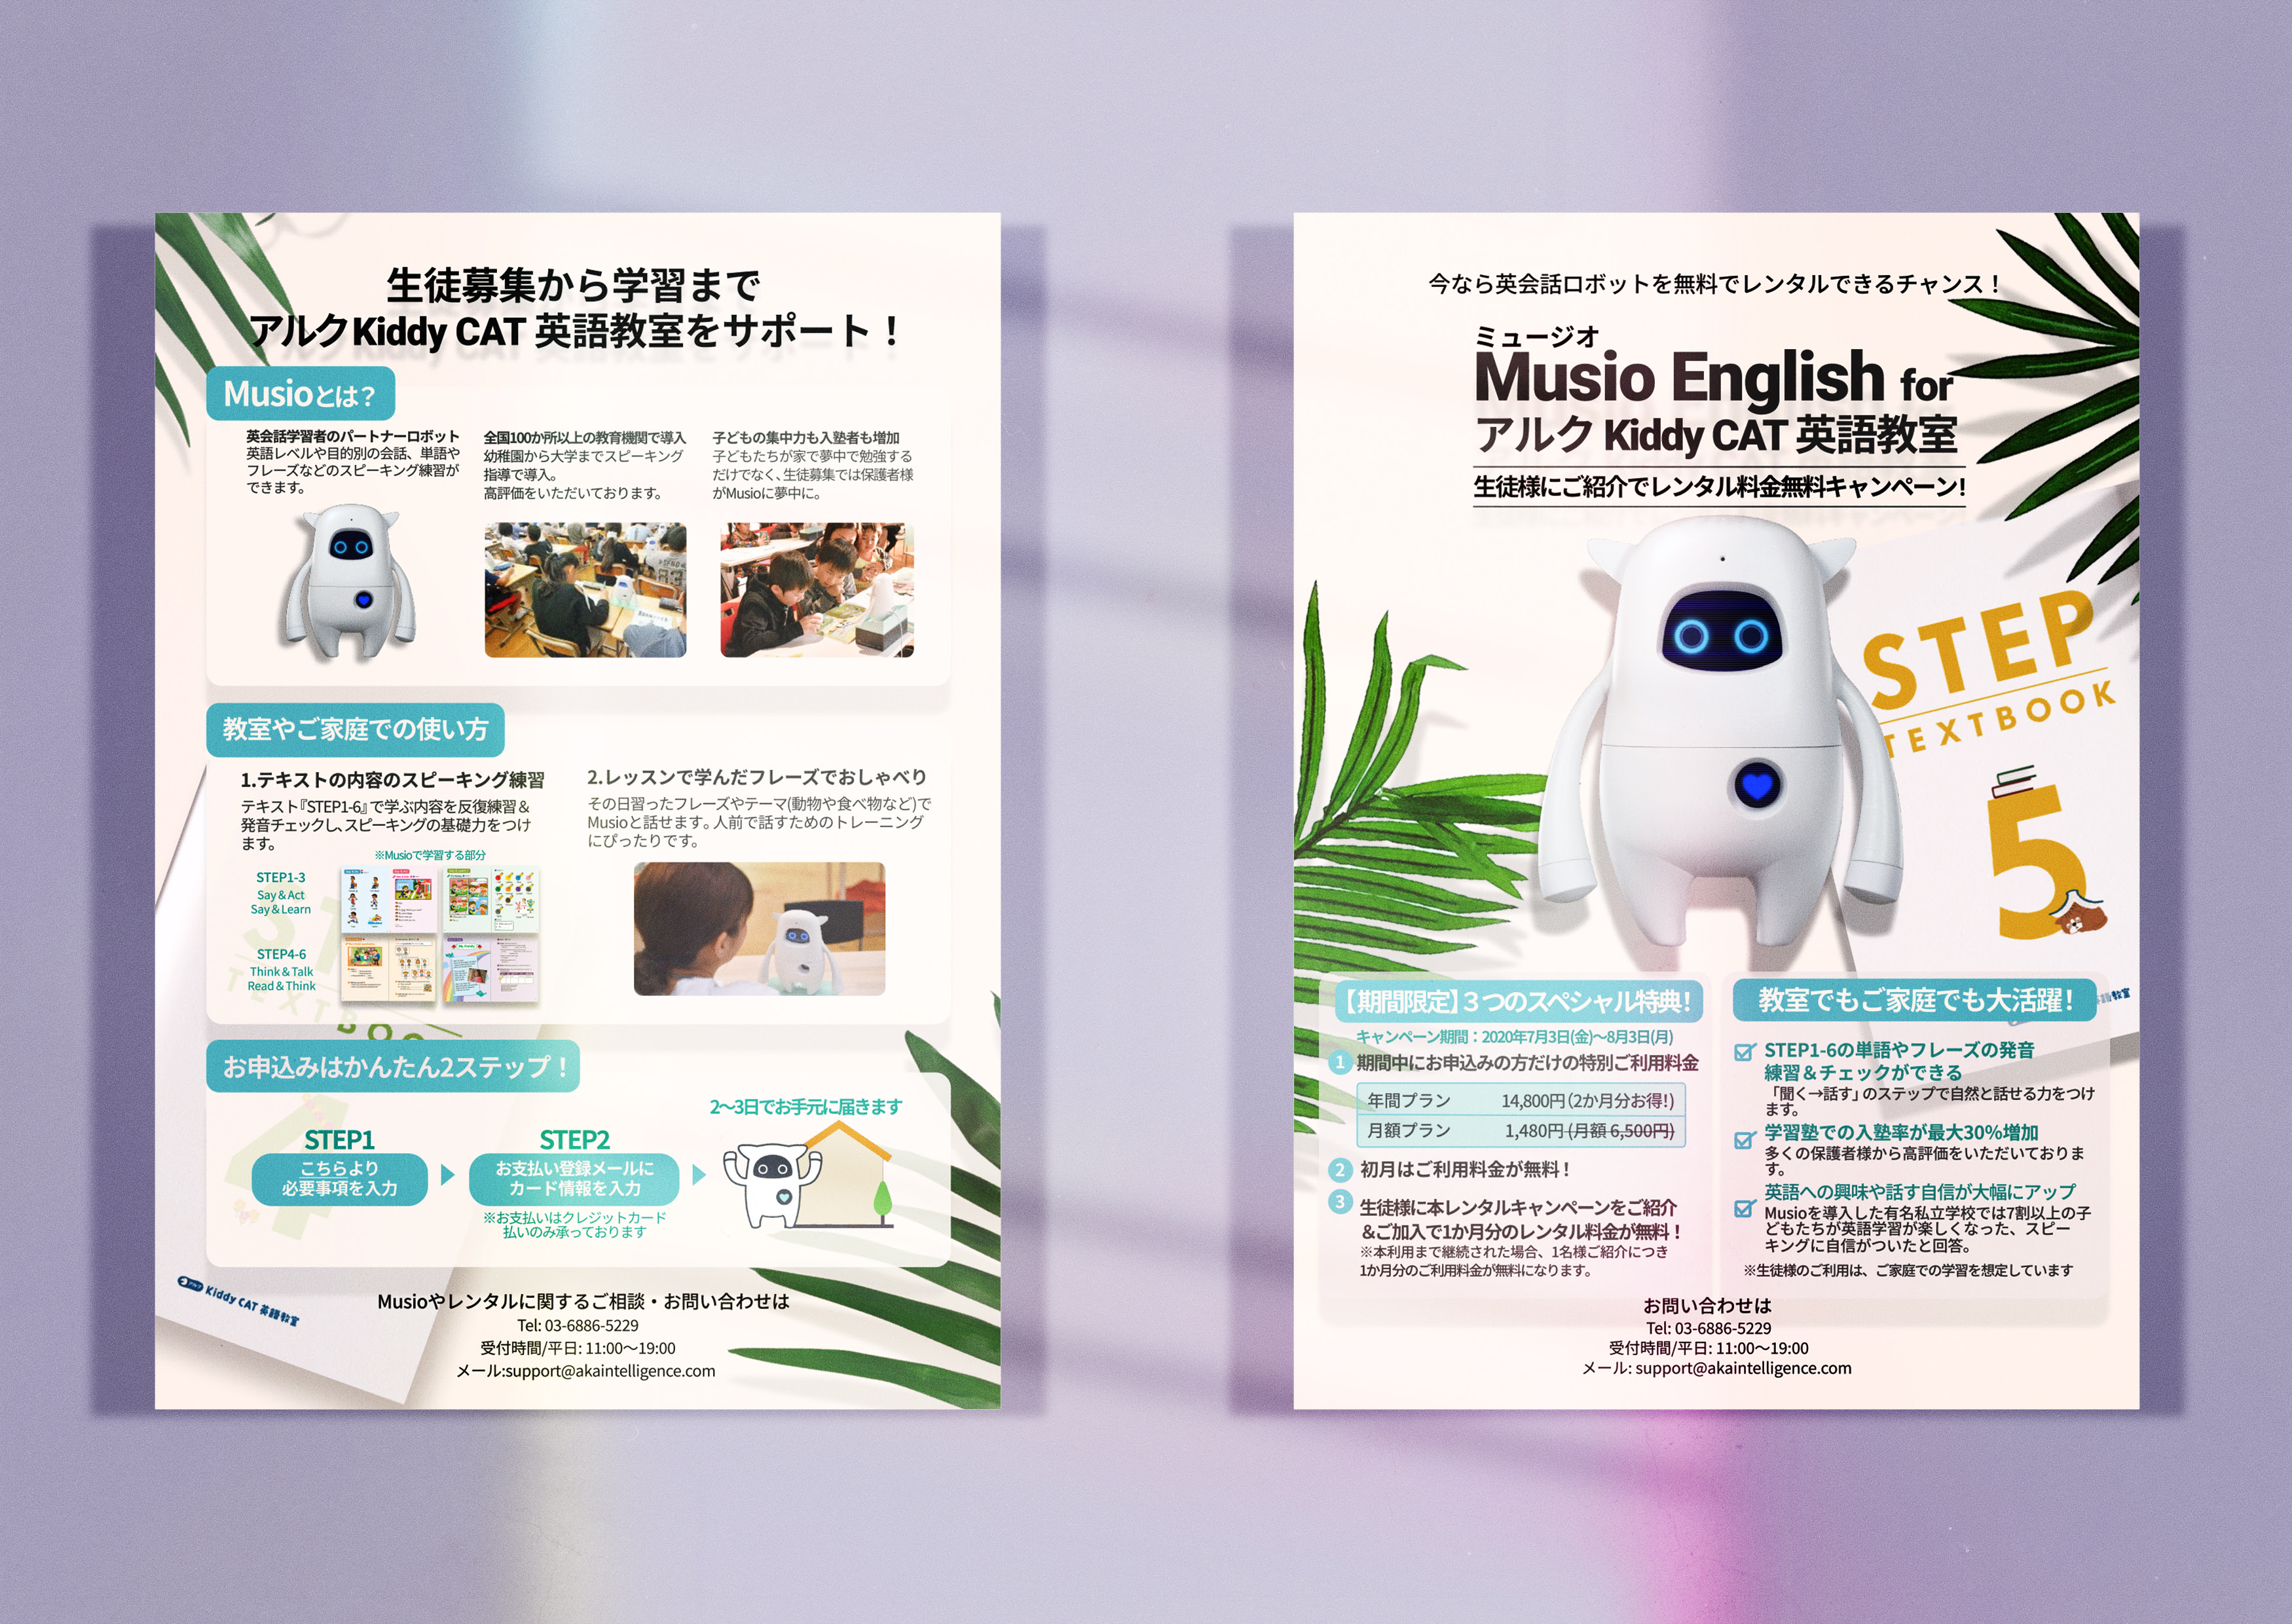 生徒募集から学習まで
アルクKiddy CAT 英語教室をサポート！
Musioとは？
英会話学習者のパートナーロボット
英語レベルや目的別の会話、単語や
フレーズなどのスピーキング練習が
できます。
全国100か所以上の教育機関で導入
幼稚園から大学までスピーキング
指導で導入。
高評価をいただいております。
子どもの集中力も入塾者も増加
子どもたちが家で夢中で勉強する
だけでなく、生徒募集では保護者様
がMusioに夢中に。
教室やご家庭での使い方
1.テキストの内容のスピーキング練習
テキスト『STEP1-6』で学ぶ内容を反復練習＆
発音チェックし、スピーキングの基礎力をつけ
ます。
※Musioで学習する部分
STEP1-3
Say & Act
Say & Learn
STEP4-6
Think & Talk
Read & Think
2.レッスンで学んだフレーズでおしゃべり
その日習ったフレーズやテーマ(動物や食べ物など)で
Musioと話せます。人前で話すためのトレーニング
にぴったりです。
お申込みはかんたん2ステップ！
STEP1
こちらより
必要事項を入力
STEP2
お支払い登録メールに
カード情報を入力
※お支払いはクレジットカード
払いのみ承っております
2～3日でお手元に届きます
アルク Kiddy CAT 英語教室
Musioやレンタルに関するご相談・お問い合わせは
Tel: 03-6886-5229
受付時間/平日: 11:00～19:00
メール:support@akaintelligence.com
今なら英会話ロボットを無料でレンタルできるチャンス！
ミュージオ
Musio English for
アルク Kiddy CAT 英語教室
生徒様にご紹介でレンタル料金無料キャンペーン!
STEP
TEXTBOOK
5
【期間限定】3つのスペシャル特典!
キャンペーン期間：2020年7月3日(金)～8月3日(月)
1 期間中にお申込みの方だけの特別ご利用料金
年間プラン 14,800円(2か月分お得!)
月額プラン 1,480円 (月額 6,500円)
2 初月はご利用料金が無料！
3 生徒様に本レンタルキャンペーンをご紹介
＆ご加入で1か月分のレンタル料金が無料！
※本利用まで継続された場合、1名様ご紹介につき
1か月分のご利用料金が無料になります。
教室でもご家庭でも大活躍！
STEP1-6の単語やフレーズの発音
練習＆チェックができる
「聞く→話す」のステップで自然と話せる力をつけ
ます。
学習塾での入塾率が最大30％増加
多くの保護者様から高評価をいただいておりま
す。
英語への興味や話す自信が大幅にアップ
Musioを導入した有名私立学校では7割以上の子
どもたちが英語学習が楽しくなった、スピー
キングに自信がついたと回答。
※生徒様のご利用は、ご家庭での学習を想定しています
お問い合わせは
Tel: 03-6886-5229
受付時間/平日: 11:00～19:00
メール: support@akaintelligence.com